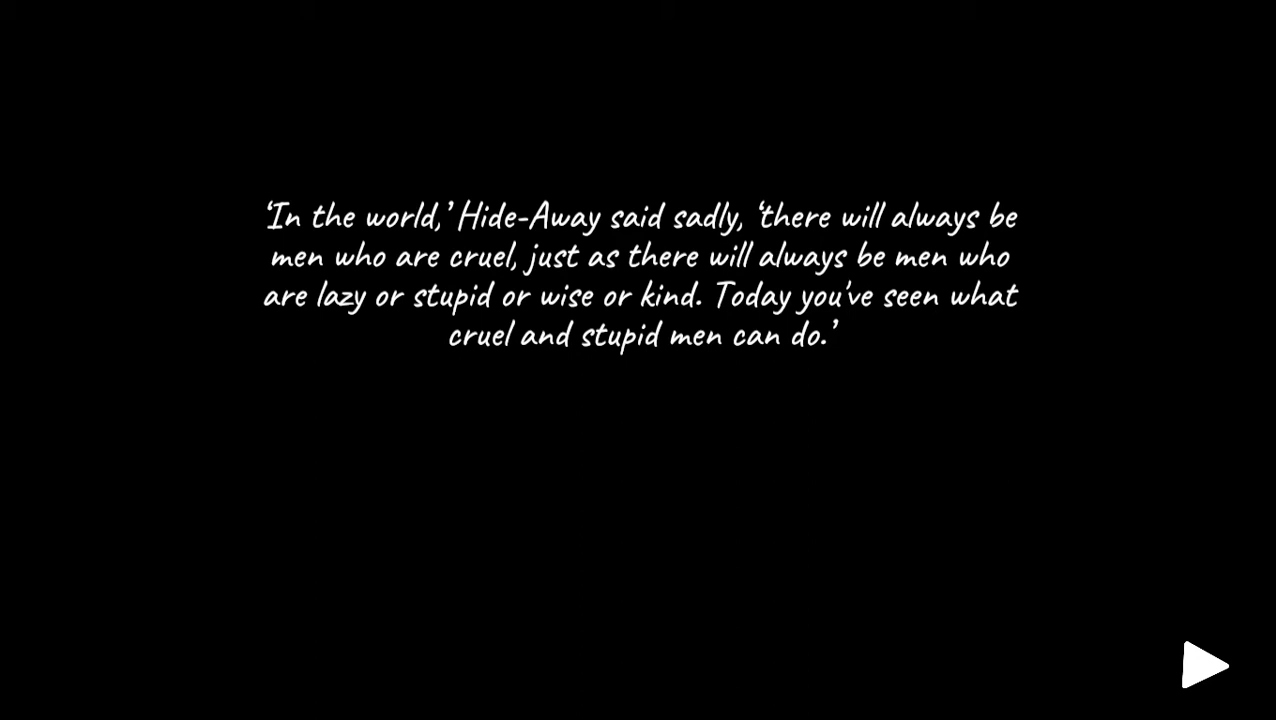 ‘In the world,’ Hide-Away said sadly, ‘there will always be
men who are cruel, just as there will always be men who
are lazy or stupid or wise or kind. Today you've seen what
cruel and stupid men can do.’